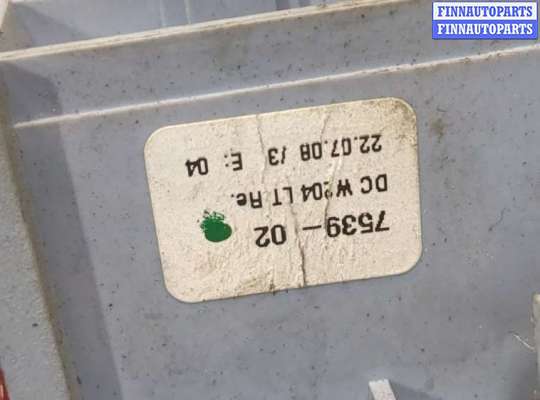 FINNAUTOPARTS
FINNAUTOPARTS
7539-02
DC W204 LT Re.
22.07.08 /3 E: 04